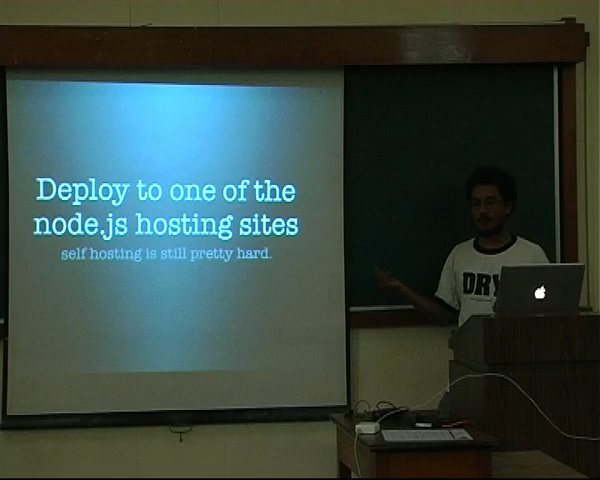 Deploy to one of the
node.js hosting sites
self hosting is still pretty hard.
DRY